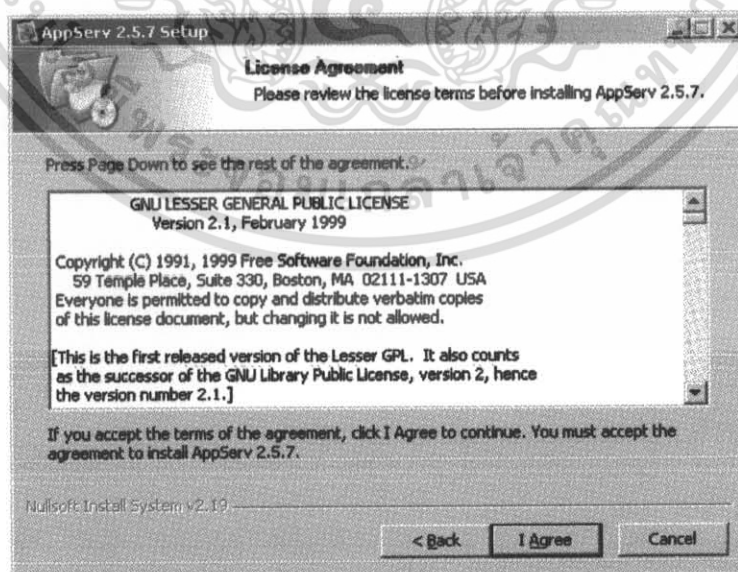 AppServ 2.5.7 Setup
License Agreement
Please review the license terms before installing AppServ 2.5.7.
Press Page Down to see the rest of the agreement.
GNU LESSER GENERAL PUBLIC LICENSE
Version 2.1, February 1999
Copyright (C) 1991, 1999 Free Software Foundation, Inc.
59 Temple Place, Suite 330, Boston, MA 02111-1307 USA
Everyone is permitted to copy and distribute verbatim copies
of this license document, but changing it is not allowed.
[This is the first released version of the Lesser GPL. It also counts
as the successor of the GNU Library Public License, version 2, hence
the version number 2.1.]
If you accept the terms of the agreement, click I Agree to continue. You must accept the
agreement to install AppServ 2.5.7.
Nullsoft Install System v2.19
< Back
I Agree
Cancel